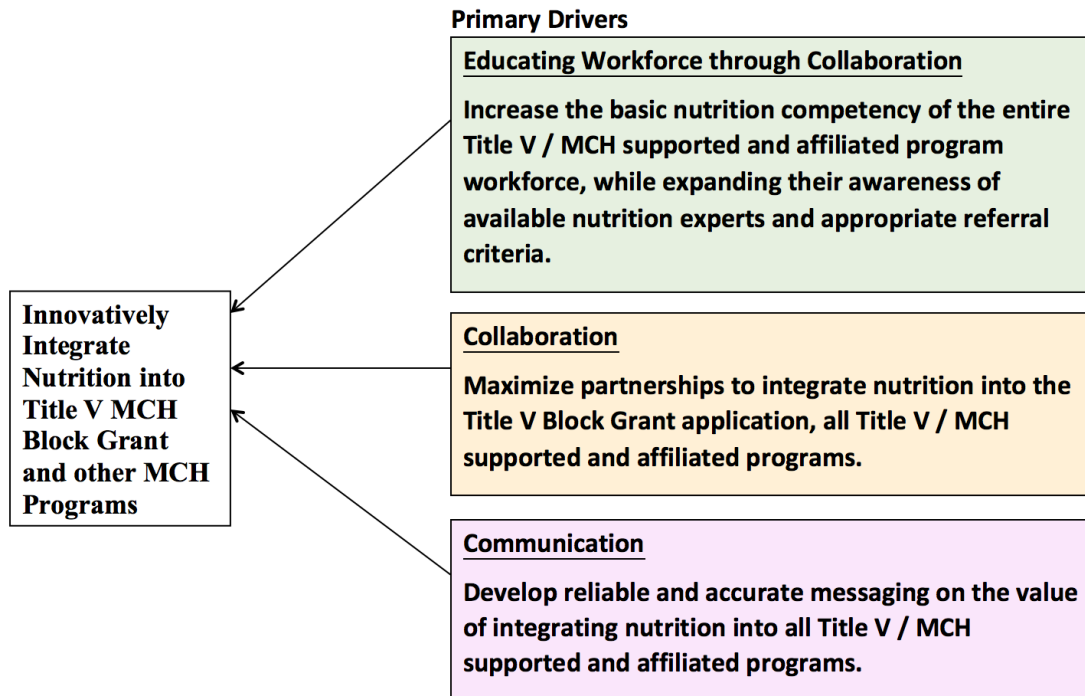 Primary Drivers
Educating Workforce through Collaboration
Increase the basic nutrition competency of the entire
Title V / MCH supported and affiliated program
workforce, while expanding their awareness of
available nutrition experts and appropriate referral
criteria.
Innovatively
Integrate
Nutrition into
Title V MCH
Block Grant
and other MCH
Programs
Collaboration
Maximize partnerships to integrate nutrition into the
Title V Block Grant application, all Title V / MCH
supported and affiliated programs.
Communication
Develop reliable and accurate messaging on the value
of integrating nutrition into all Title V / MCH
supported and affiliated programs.